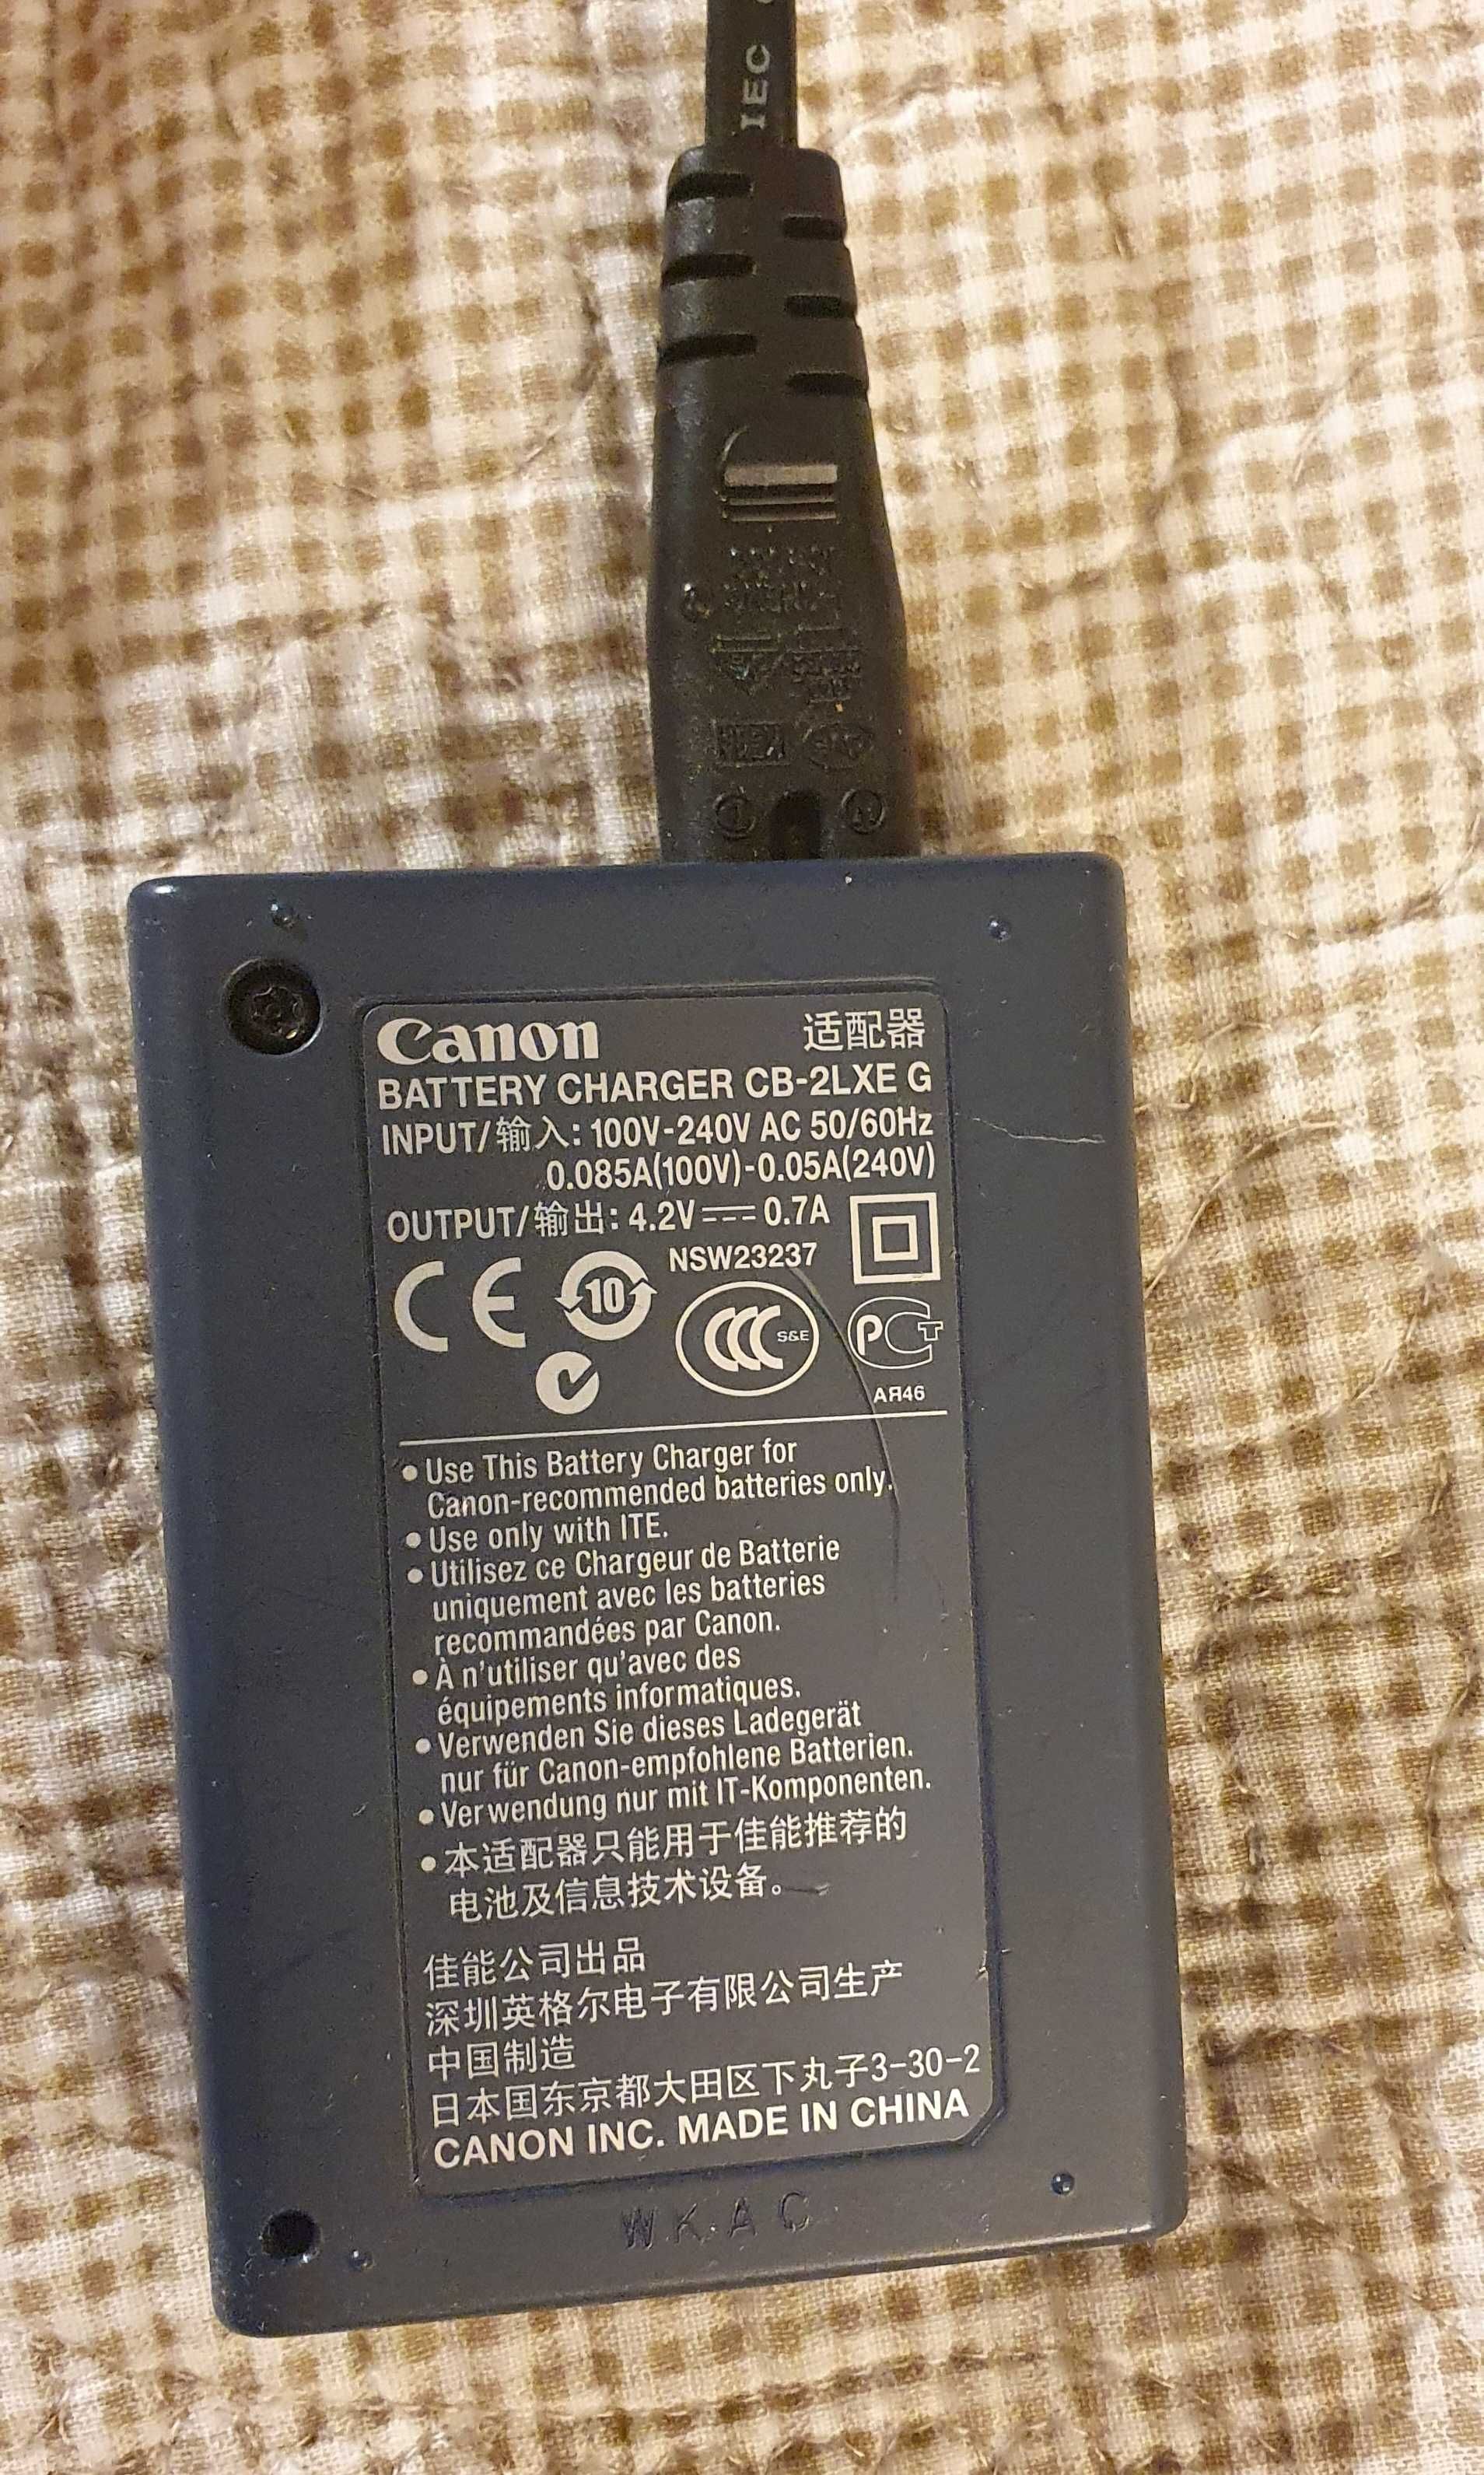 IEC
Canon 适配器
BATTERY CHARGER CB-2LXE G
INPUT/输入: 100V-240V AC 50/60Hz
0.085A(100V)-0.05A(240V)
OUTPUT/输出: 4.2V ⎓ 0.7A
NSW23237
CE 10
CCC S&E PCT
АЯ46
• Use This Battery Charger for
Canon-recommended batteries only.
• Use only with ITE.
• Utilisez ce Chargeur de Batterie
uniquement avec les batteries
recommandées par Canon.
• À n'utiliser qu'avec des
équipements informatiques.
• Verwenden Sie dieses Ladegerät
nur für Canon-empfohlene Batterien.
• Verwendung nur mit IT-Komponenten.
• 本适配器只能用于佳能推荐的
电池及信息技术设备。
佳能公司出品
深圳英格尔电子有限公司生产
中国制造
日本国东京都大田区下丸子3-30-2
CANON INC. MADE IN CHINA
WKAC